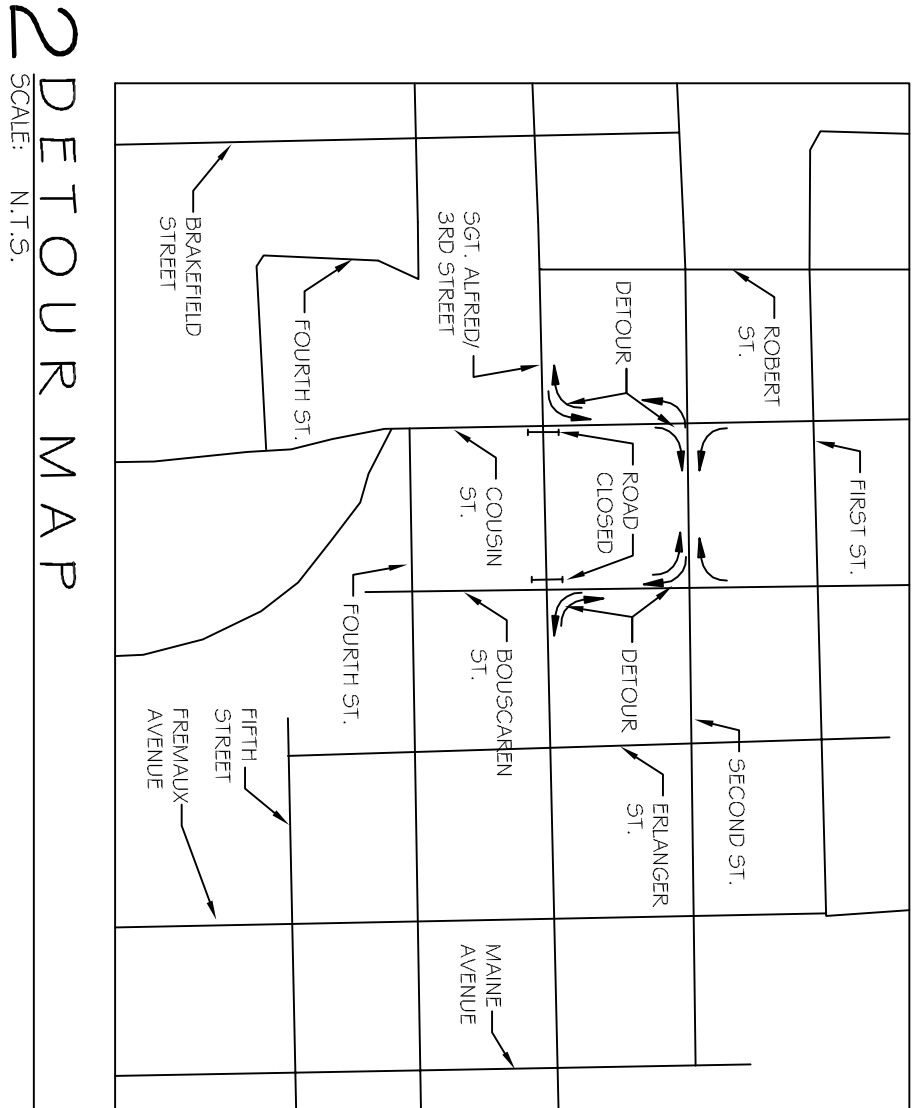 2
DETOUR MAP
SCALE: N.T.S.
FIRST ST.
ROBERT
ST.
SECOND ST.
DETOUR
ROAD
CLOSED
DETOUR
ERLANGER
ST.
SGT. ALFRED/
3RD STREET
COUSIN
ST.
BOUSCAREN
ST.
MAINE
AVENUE
FOURTH ST.
FOURTH ST.
BRAKEFIELD
STREET
FIFTH
STREET
FREMAUX
AVENUE